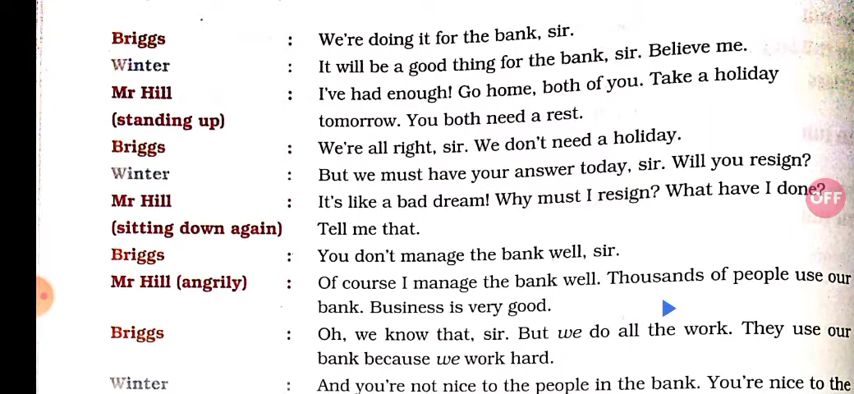 Briggs : We're doing it for the bank, sir.
Winter : It will be a good thing for the bank, sir. Believe me.
Mr Hill : I've had enough! Go home, both of you. Take a holiday
(standing up) tomorrow. You both need a rest.
Briggs : We're all right, sir. We don't need a holiday.
Winter : But we must have your answer today, sir. Will you resign?
Mr Hill : It's like a bad dream! Why must I resign? What have I done?
(sitting down again) Tell me that.
Briggs : You don't manage the bank well, sir.
Mr Hill (angrily) : Of course I manage the bank well. Thousands of people use our
bank. Business is very good.
Briggs : Oh, we know that, sir. But we do all the work. They use our
bank because we work hard.
Winter : And you're not nice to the people in the bank. You're nice to the
OFF